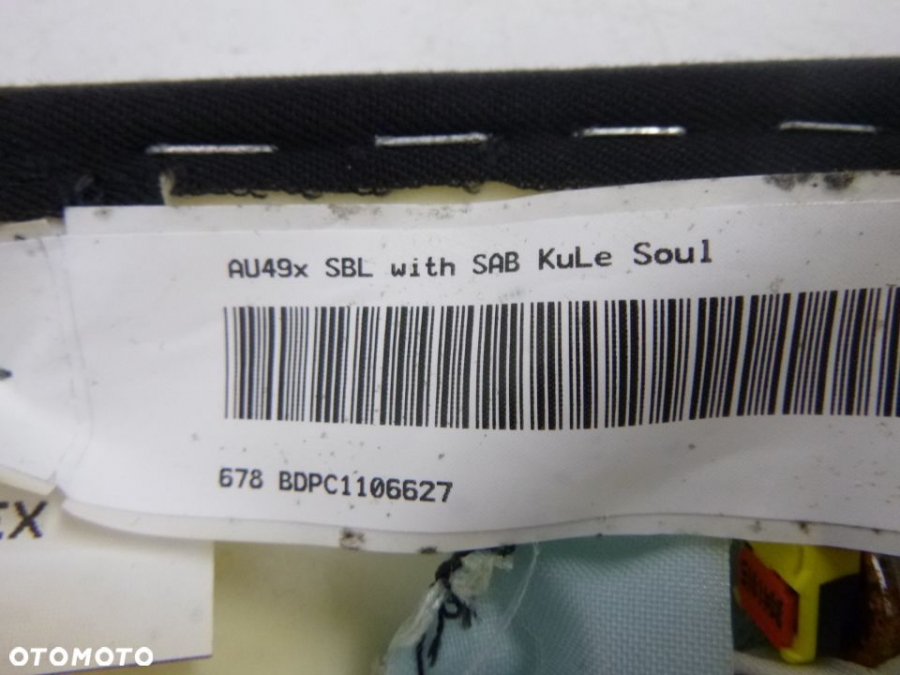 AU49x SBL with SAB KuLe Soul
678 BDPC1106627
EX
OTOMOTO